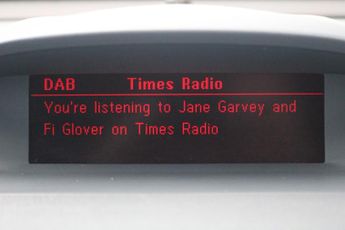 DAB Times Radio
You're listening to Jane Garvey and
Fi Glover on Times Radio